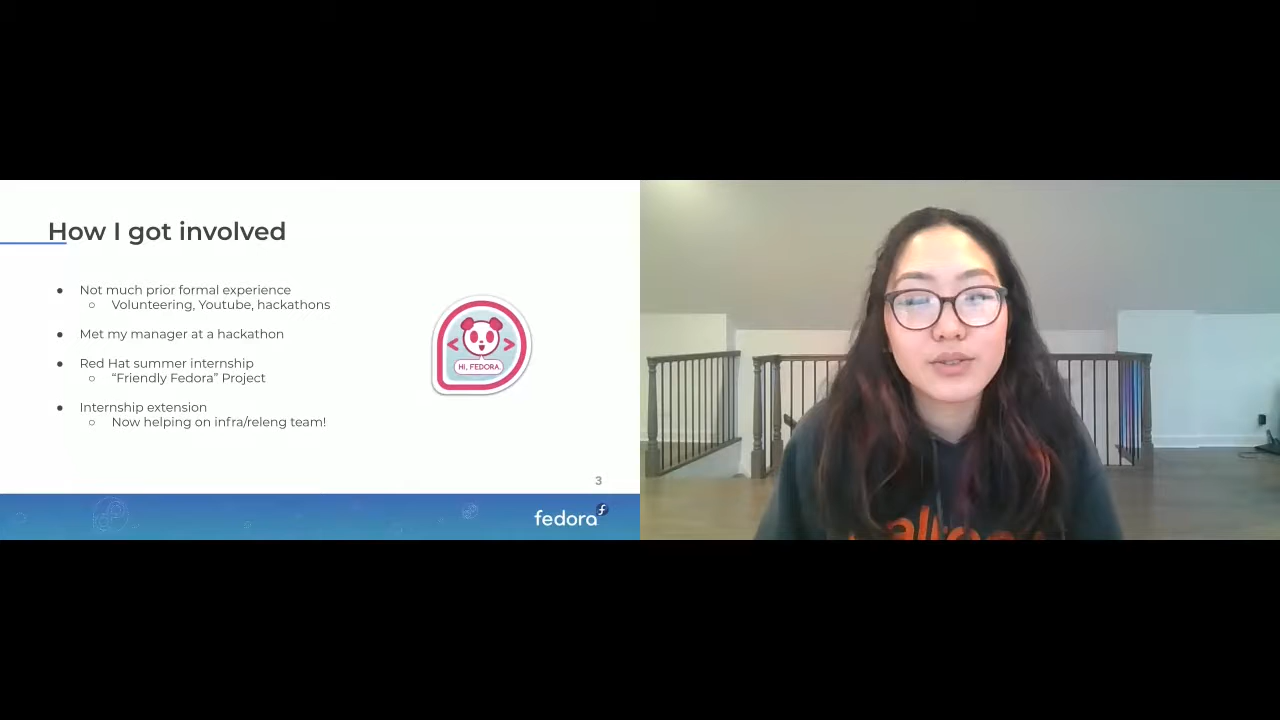 How I got involved
● Not much prior formal experience
○ Volunteering, Youtube, hackathons
● Met my manager at a hackathon
● Red Hat summer internship
○ “Friendly Fedora” Project
● Internship extension
○ Now helping on infra/releng team!
< >
HI, FEDORA.
3
fedora